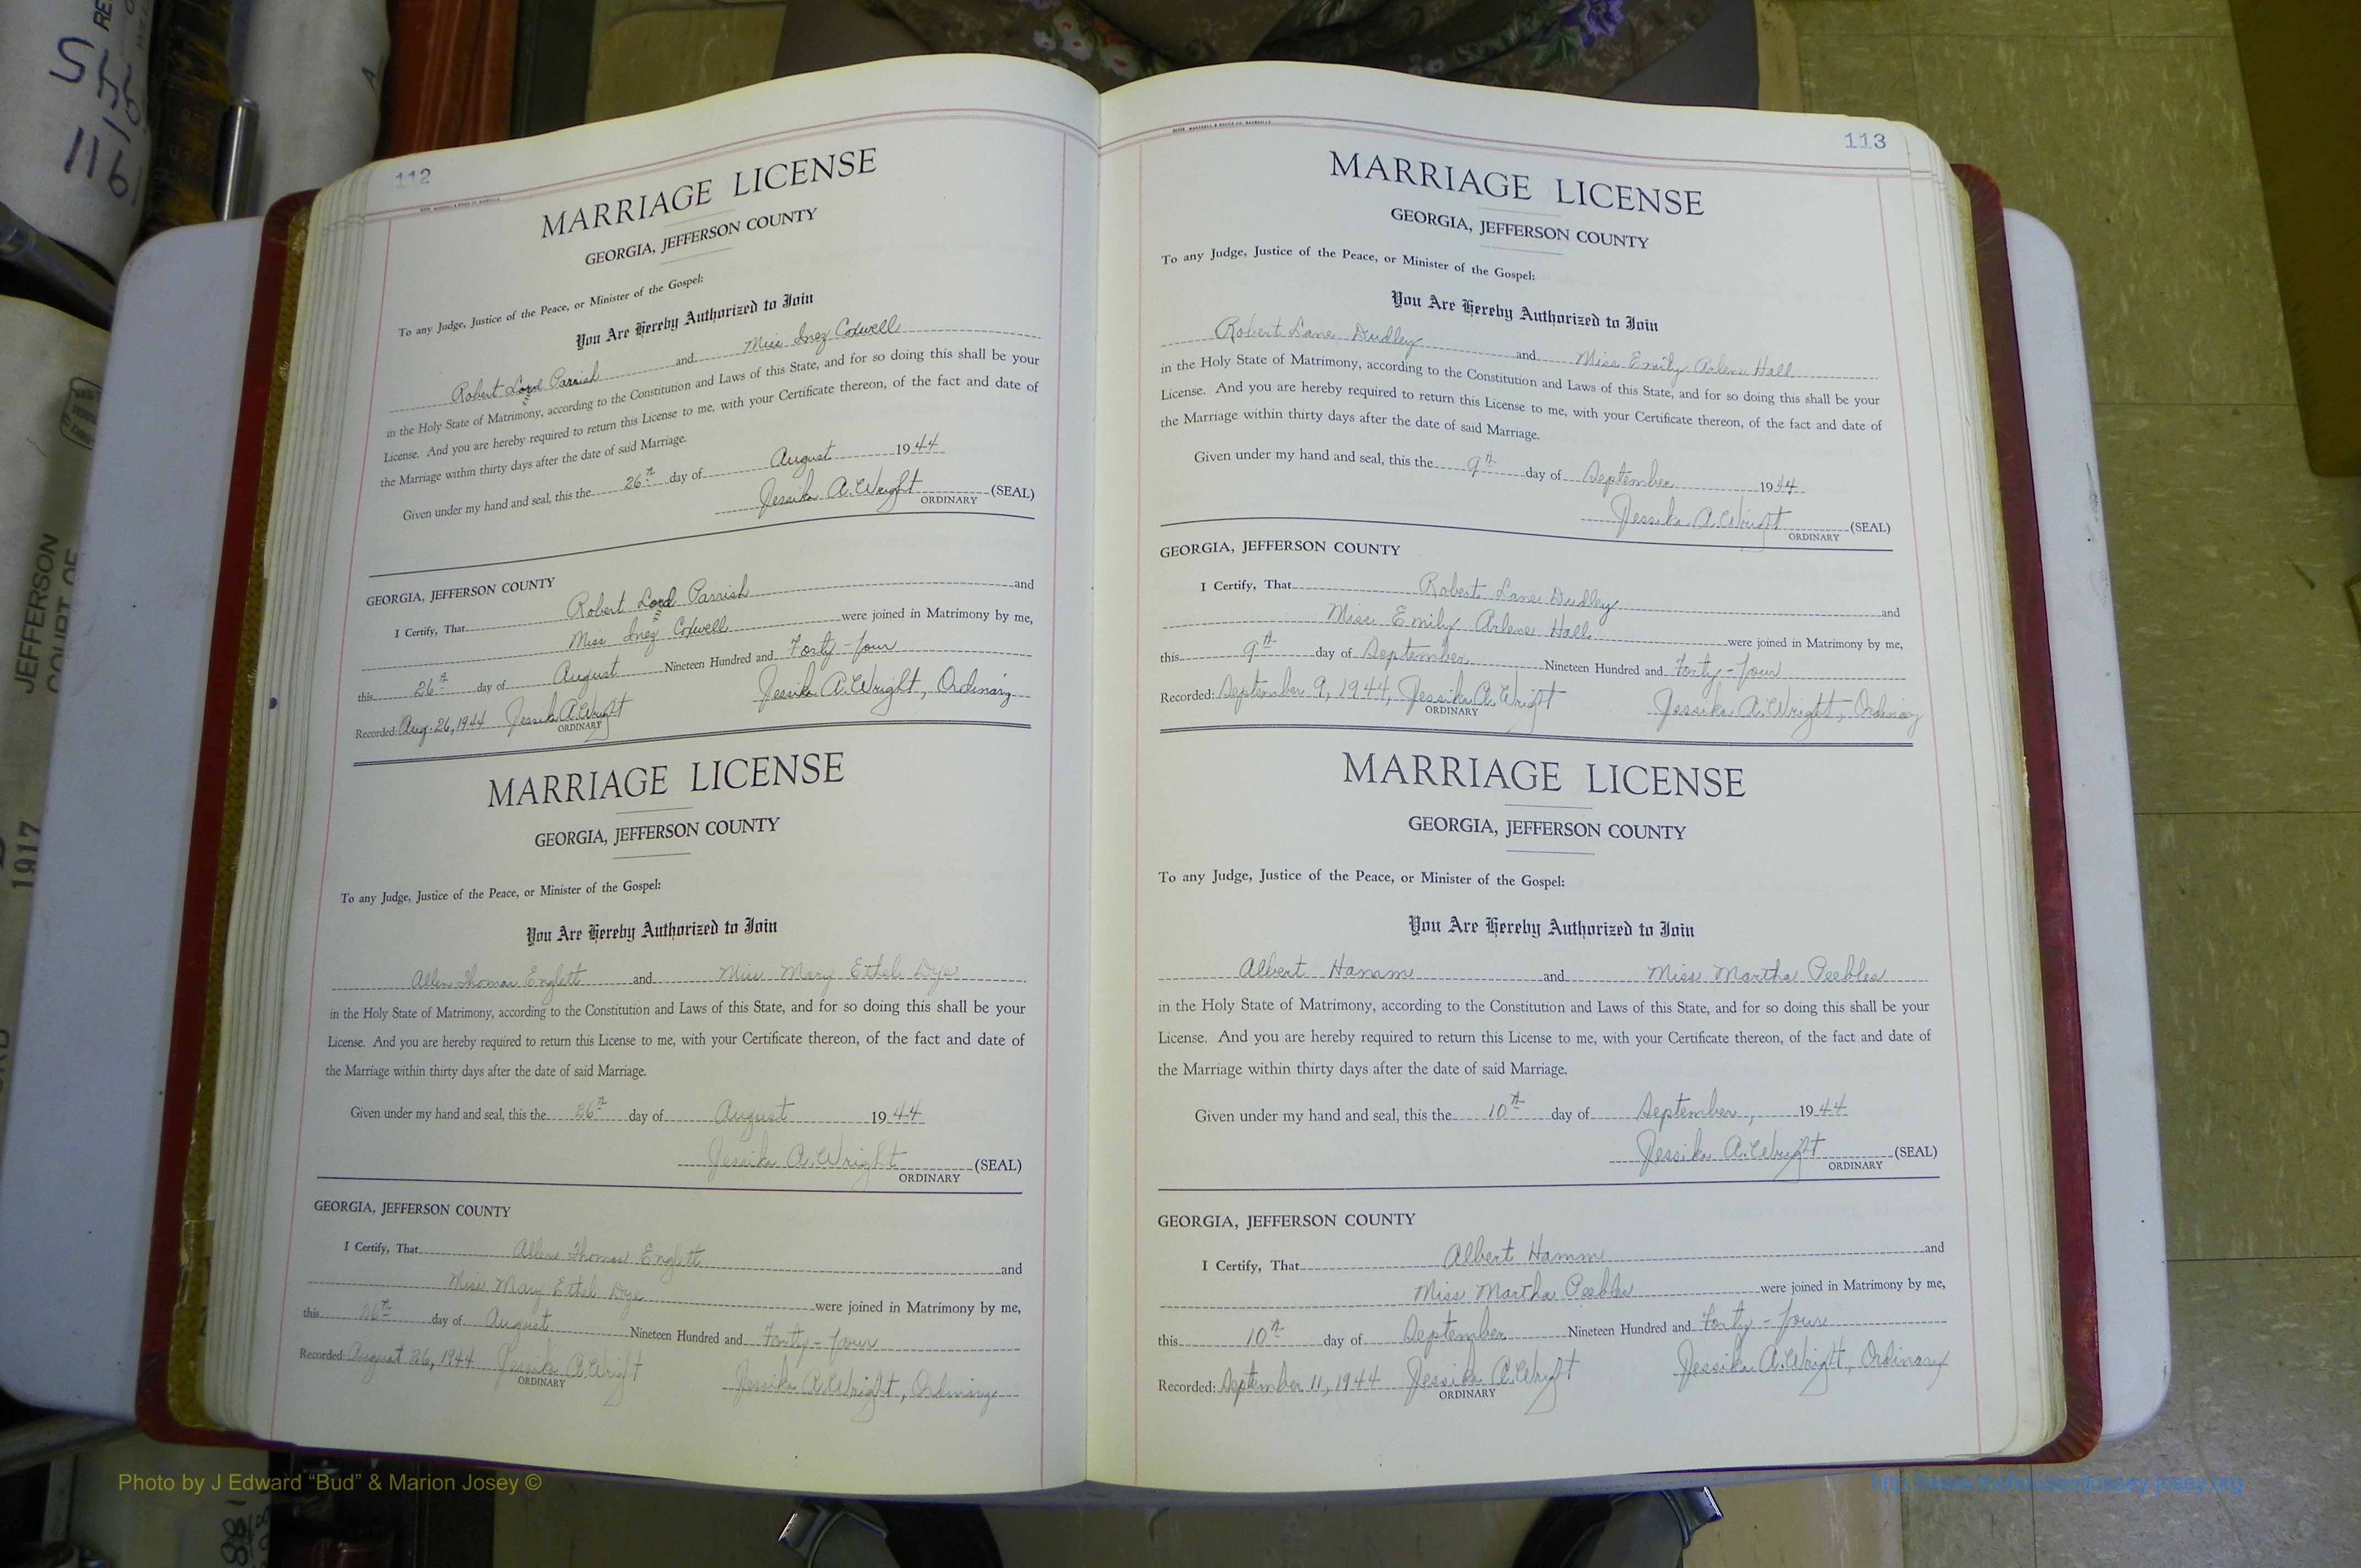 112
MARRIAGE LICENSE
GEORGIA, JEFFERSON COUNTY
To any Judge, Justice of the Peace, or Minister of the Gospel:
You Are Hereby Authorized to Join
Robert Lord Parrish and Miss Inez Coxwell
in the Holy State of Matrimony, according to the Constitution and Laws of this State, and for so doing this shall be your
License. And you are hereby required to return this License to me, with your Certificate thereon, of the fact and date of
the Marriage within thirty days after the date of said Marriage.
Given under my hand and seal, this the 26th day of August 1944
Jessika A. Wright (SEAL)
ORDINARY
GEORGIA, JEFFERSON COUNTY
I Certify, That Robert Lord Parrish and
Miss Inez Coxwell were joined in Matrimony by me,
this 26th day of August Nineteen Hundred and Forty-four
Recorded: Aug. 26, 1944 Jessika A. Wright Jessika A. Wright, Ordinary
ORDINARY
MARRIAGE LICENSE
GEORGIA, JEFFERSON COUNTY
To any Judge, Justice of the Peace, or Minister of the Gospel:
You Are Hereby Authorized to Join
Allen Thomas Englett and Miss Mary Ethel Dye
in the Holy State of Matrimony, according to the Constitution and Laws of this State, and for so doing this shall be your
License. And you are hereby required to return this License to me, with your Certificate thereon, of the fact and date of
the Marriage within thirty days after the date of said Marriage.
Given under my hand and seal, this the 26th day of August 1944
Jessika A. Wright (SEAL)
ORDINARY
GEORGIA, JEFFERSON COUNTY
I Certify, That Allen Thomas Englett and
Miss Mary Ethel Dye were joined in Matrimony by me,
this 26th day of August Nineteen Hundred and Forty-four
Recorded: August 26, 1944 Jessika A. Wright Jessika A. Wright, Ordinary
ORDINARY
113
MARRIAGE LICENSE
GEORGIA, JEFFERSON COUNTY
To any Judge, Justice of the Peace, or Minister of the Gospel:
You Are Hereby Authorized to Join
Robert Lane Dudley and Miss Emily Arlene Hall
in the Holy State of Matrimony, according to the Constitution and Laws of this State, and for so doing this shall be your
License. And you are hereby required to return this License to me, with your Certificate thereon, of the fact and date of
the Marriage within thirty days after the date of said Marriage.
Given under my hand and seal, this the 9th day of September 1944
Jessika A. Wright (SEAL)
ORDINARY
GEORGIA, JEFFERSON COUNTY
I Certify, That Robert Lane Dudley and
Miss Emily Arlene Hall were joined in Matrimony by me,
this 9th day of September Nineteen Hundred and Forty-four
Recorded: September 9, 1944, Jessika A. Wright Jessika A. Wright, Ordinary
ORDINARY
MARRIAGE LICENSE
GEORGIA, JEFFERSON COUNTY
To any Judge, Justice of the Peace, or Minister of the Gospel:
You Are Hereby Authorized to Join
Albert Hamm and Miss Martha Peebles
in the Holy State of Matrimony, according to the Constitution and Laws of this State, and for so doing this shall be your
License. And you are hereby required to return this License to me, with your Certificate thereon, of the fact and date of
the Marriage within thirty days after the date of said Marriage.
Given under my hand and seal, this the 10th day of September, 1944
Jessika A. Wright (SEAL)
ORDINARY
GEORGIA, JEFFERSON COUNTY
I Certify, That Albert Hamm and
Miss Martha Peebles were joined in Matrimony by me,
this 10th day of September Nineteen Hundred and Forty-four
Recorded: September 11, 1944 Jessika A. Wright Jessika A. Wright, Ordinary
ORDINARY
JEFFERSON
COURT OF
1917
Photo by J Edward “Bud” & Marion Josey ©